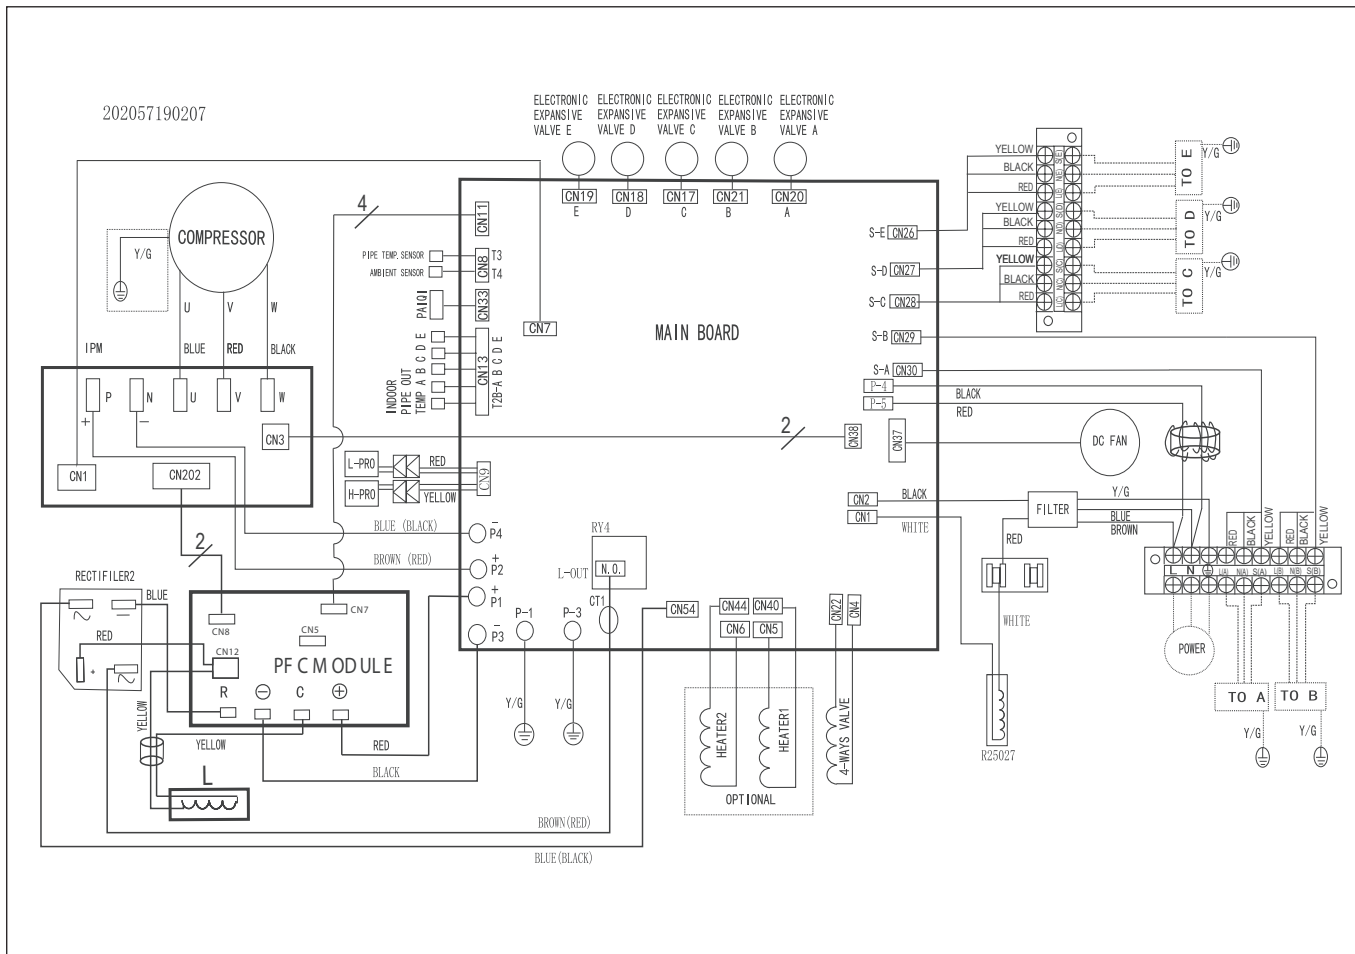 202057190207
ELECTRONIC EXPANSIVE VALVE E
ELECTRONIC EXPANSIVE VALVE D
ELECTRONIC EXPANSIVE VALVE C
ELECTRONIC EXPANSIVE VALVE B
ELECTRONIC EXPANSIVE VALVE A
CN19
CN18
CN17
CN21
CN20
E
D
C
B
A
MAIN BOARD
COMPRESSOR
Y/G
U
V
W
IPM
BLUE
RED
BLACK
P
N
U
V
W
+
−
CN3
CN1
CN202
4
CN11
PIPE TEMP. SENSOR
AMBIENT SENSOR
CN8
T3
T4
PAIQI
CN33
CN7
INDOOR
PIPE OUT
TEMP A B C D E
CN13
T2B-A B C D E
2
CN38
CN37
L-PRO
H-PRO
RED
YELLOW
CN9
BLUE (BLACK)
BROWN (RED)
−
P4
+
P2
+
P1
−
P3
P-1
P-3
Y/G
Y/G
RY4
L-OUT
N.O.
CT1
CN54
CN44
CN40
CN6
CN5
HEATER2
HEATER1
OPTIONAL
CN22
CN4
4-WAYS VALVE
2
RECTIFIER2
BLUE
RED
YELLOW
CN7
CN8
CN5
CN12
PFC MODULE
R
−
C
+
YELLOW
L
RED
BLACK
BROWN(RED)
BLUE(BLACK)
S-E CN26
S-D CN27
S-C CN28
S-B CN29
S-A CN30
P-4
P-5
BLACK
RED
DC FAN
CN2
CN1
BLACK
WHITE
FILTER
Y/G
BLUE
BROWN
RED
WHITE
R25027
YELLOW
BLACK
RED
YELLOW
BLACK
RED
YELLOW
BLACK
RED
S(E)
N(E)
L(E)
S(D)
N(D)
L(D)
S(C)
N(C)
L(C)
TO E
Y/G
TO D
Y/G
TO C
Y/G
RED
BLACK
YELLOW
RED
BLACK
YELLOW
L
N
L(A)
N(A)
S(A)
L(B)
N(B)
S(B)
POWER
TO A
TO B
Y/G
Y/G